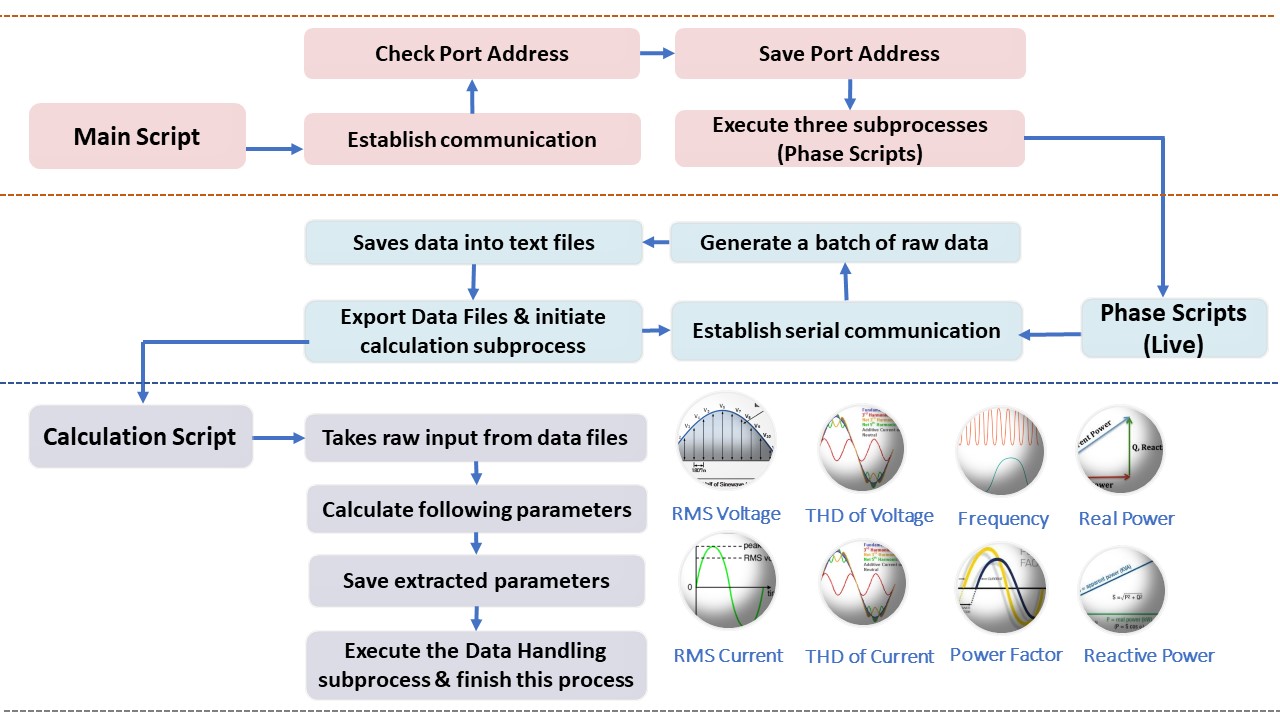 Check Port Address
Save Port Address
Main Script
Establish communication
Execute three subprocesses
(Phase Scripts)
Saves data into text files
Generate a batch of raw data
Export Data Files & initiate
calculation subprocess
Establish serial communication
Phase Scripts
(Live)
Calculation Script
Takes raw input from data files
Calculate following parameters
Save extracted parameters
Execute the Data Handling
subprocess & finish this process
RMS Voltage
THD of Voltage
Frequency
Real Power
Q, React
RMS Current
THD of Current
Power Factor
Reactive Power